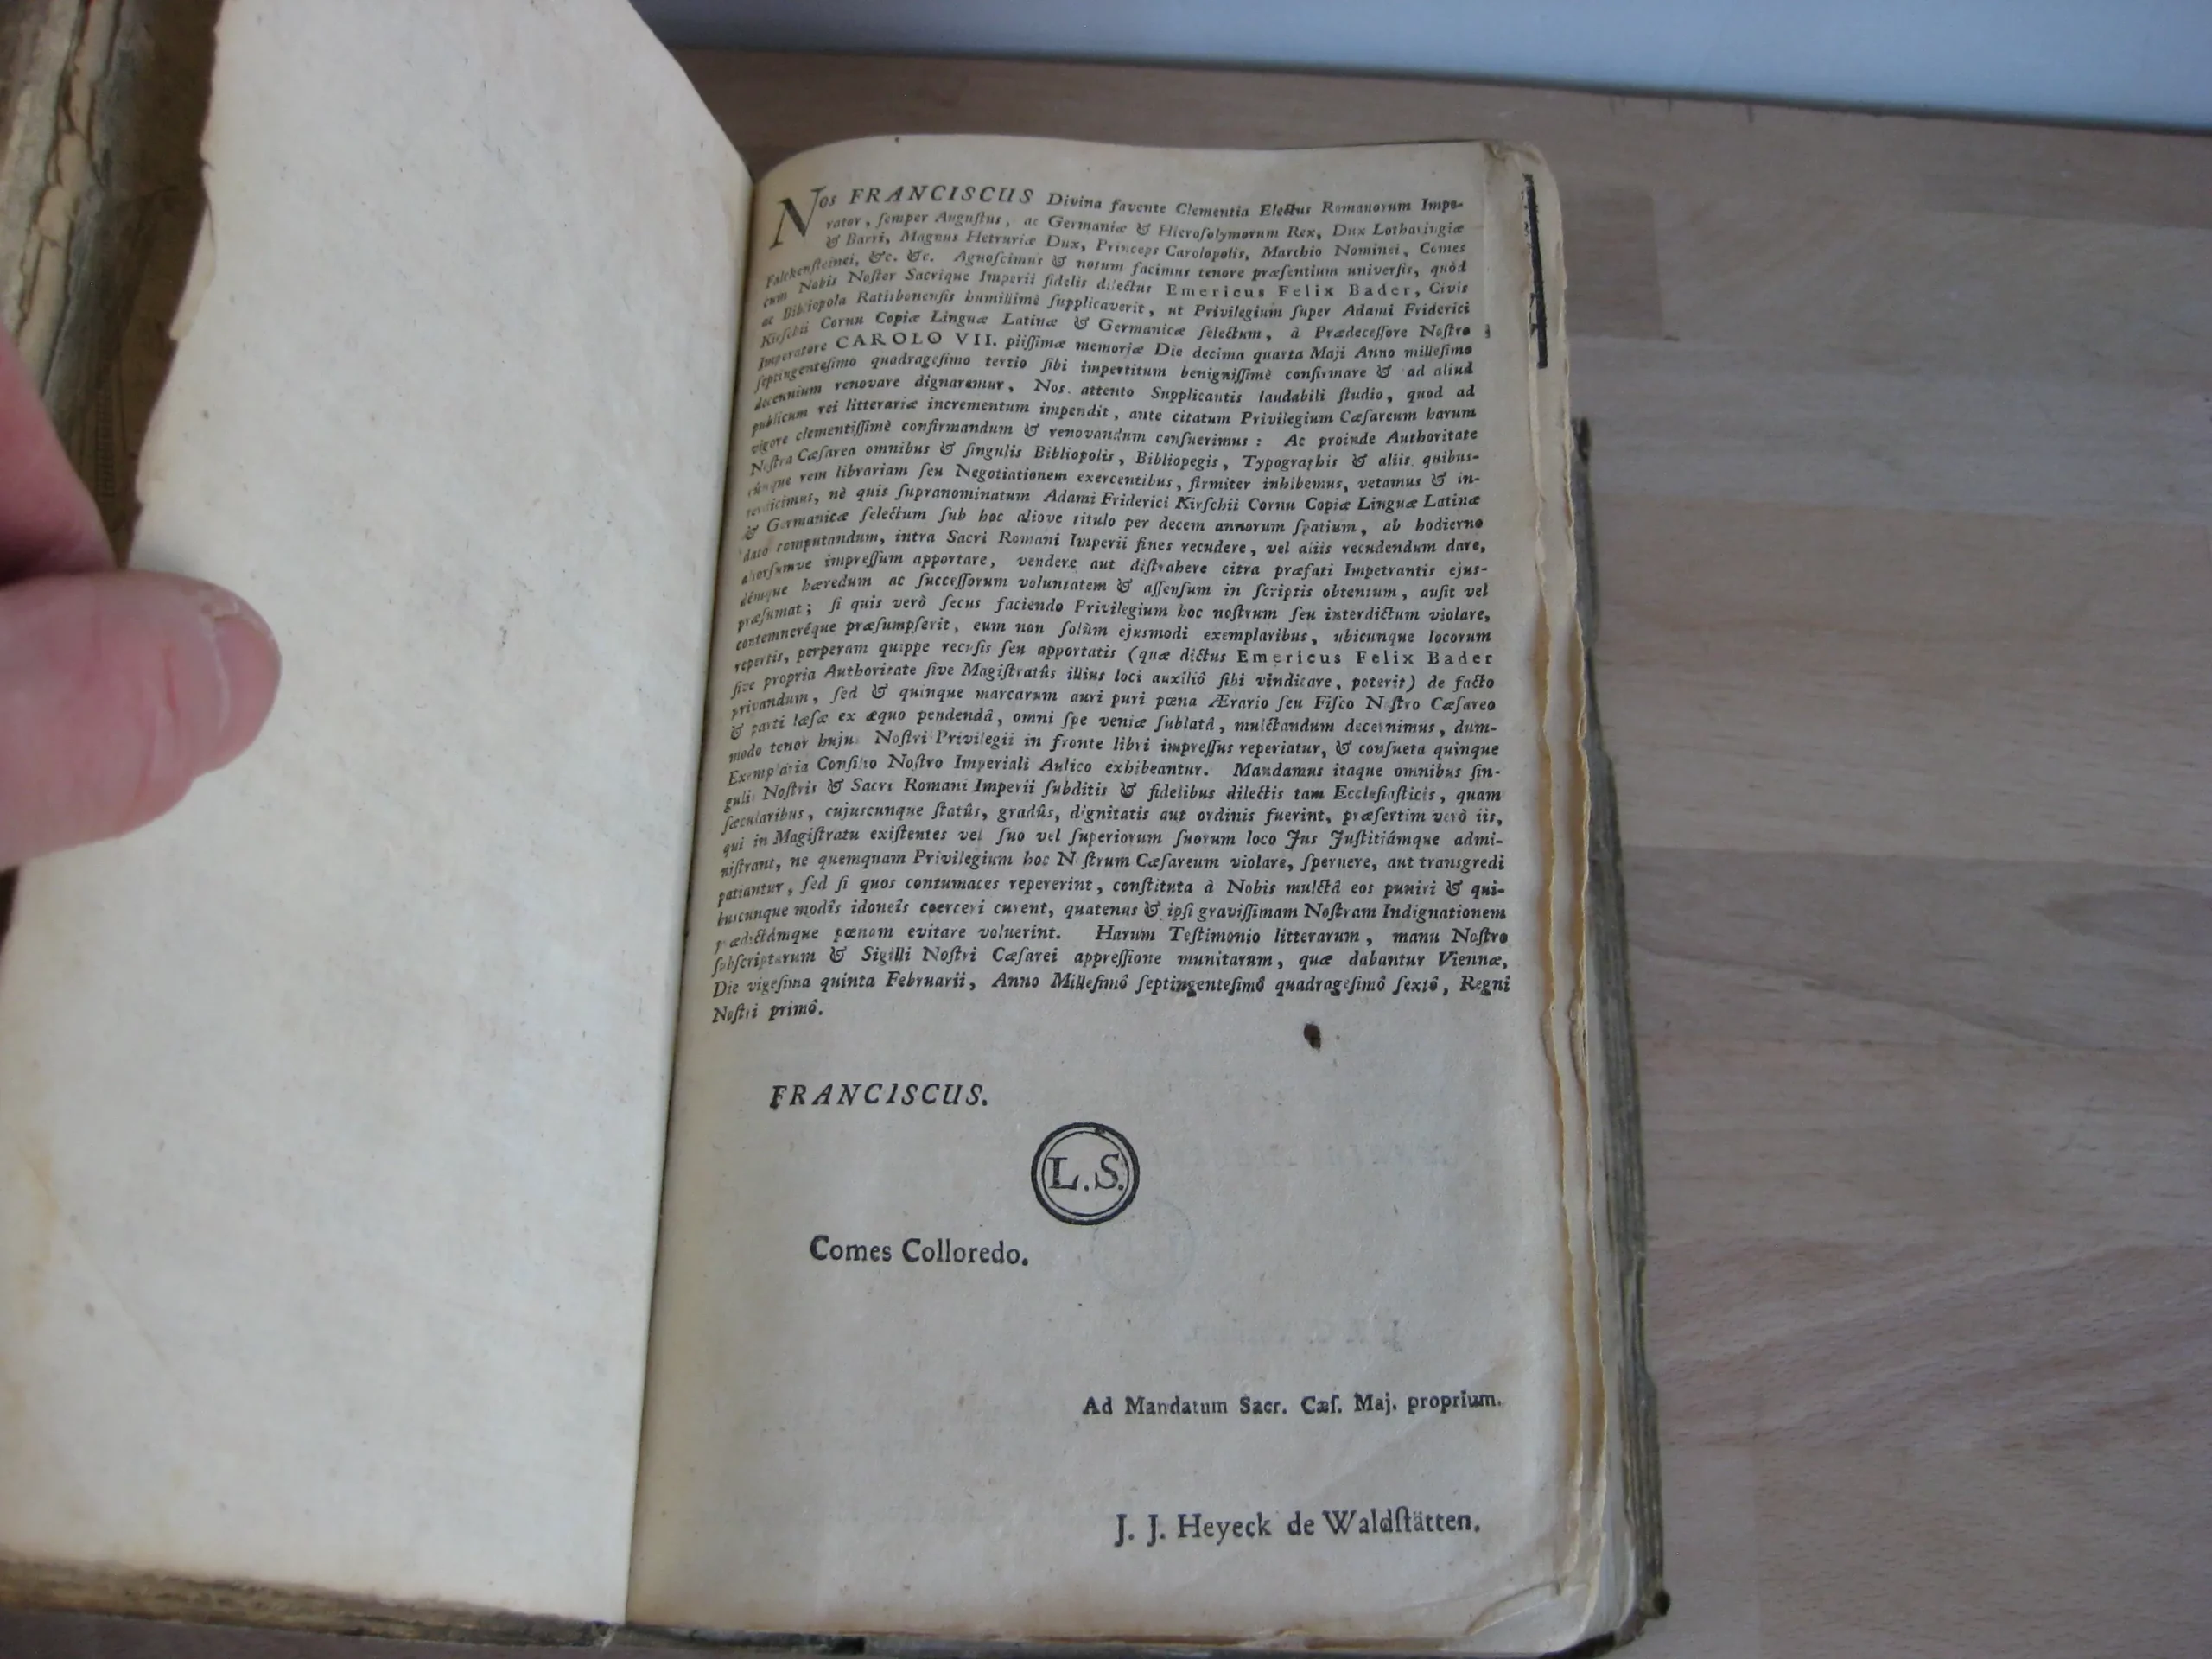 Nos FRANCISCUS Divina favente Clementia Electus Romanorum Impe-
rator, ſemper Auguſtus, ac Germaniæ & Hieroſolymorum Rex, Dux Lotharingiæ
& Barri, Magnus Hetruriæ Dux, Princeps Carolopolis, Marchio Nominei, Comes
Falckenſteinei, &c. &c. Agnoſcimus & notum facimus tenore præſentium univerſis, quòd
cum Nobis Noſter Sacrique Imperii fidelis dilectus Emericus Felix Bader, Civis
ac Bibliopola Ratisbonenſis humillimè ſupplicaverit, ut Privilegium ſuper Adami Friderici
Kirſchii Cornu Copiæ Linguæ Latinæ & Germanicæ ſelectum, à Prædeceſſore Noſtro
Imperatore CAROLO VII. piiſſimæ memoriæ Die decima quarta Maji Anno milleſimo
ſeptingenteſimo quadrageſimo tertio ſibi impertitum benigniſſimè confirmare & ad aliud
decennium renovare dignaremur, Nos attento Supplicantis laudabili ſtudio, quod ad
publicum rei litterariæ incrementum impendit, ante citatum Privilegium Cæſareum harum
vigore clementiſſimè confirmandum & renovandum cenſuerimus: Ac proinde Authoritate
Noſtra Cæſarea omnibus & ſingulis Bibliopolis, Bibliopegis, Typographis & aliis quibus-
cunque rem librariam ſeu Negotiationem exercentibus, firmiter inhibemus, vetamus & in-
terdicimus, nè quis ſupranominatum Adami Friderici Kirſchii Cornu Copiæ Linguæ Latinæ
& Germanicæ ſelectum ſub hoc aliove titulo per decem annorum ſpatium, ab hodierno
dato computandum, intra Sacri Romani Imperii fines recudere, vel aliis recudendum dare,
aliorſumve impreſſum apportare, vendere aut diſtrahere citra præfati Impetrantis ejus-
démque hæredum ac ſucceſſorum voluntatem & aſſenſum in ſcriptis obtentum, auſit vel
præſumat; ſi quis verò ſecus faciendo Privilegium hoc noſtrum ſeu interdictum violare,
contemneréque præſumpſerit, eum non ſolùm ejusmodi exemplaribus, ubicunque locorum
repertis, perperam quippe recuſis ſeu apportatis (quæ dictus Emericus Felix Bader
ſive propria Authoritate ſive Magiſtratûs illius loci auxiliô ſibi vindicare, poterit) de facto
privandum, ſed & quinque marcarum auri puri pœna Ærario ſeu Fiſco Noſtro Cæſareo
& parti læſæ ex æquo pendendâ, omni ſpe veniæ ſublatâ, mulctandum decernimus, dum-
modo tenor hujus Noſtri Privilegii in fronte libri impreſſus reperiatur, & conſueta quinque
Exemplaria Conſilio Noſtro Imperiali Aulico exhibeantur. Mandamus itaque omnibus ſin-
gulis Noſtris & Sacri Romani Imperii ſubditis & fidelibus dilectis tam Eccleſiaſticis, quam
ſæcularibus, cujuscunque ſtatûs, gradûs, dignitatis aut ordinis fuerint, præſertim verò iis,
qui in Magiſtratu exiſtentes vel ſuo vel ſuperiorum ſuorum loco Jus Juſtitiámque admi-
niſtrant, ne quemquam Privilegium hoc Noſtrum Cæſareum violare, ſpernere, aut transgredi
patiantur, ſed ſi quos contumaces repererint, conſtituta à Nobis mulctâ eos puniri & qui-
buscunque modîs idoneîs coerceri curent, quatenus & ipſi graviſſimam Noſtram Indignationem
prædictámque pœnam evitare voluerint. Harum Teſtimonio litterarum, manu Noſtra
ſubſcriptarum & Sigilli Noſtri Cæſarei appreſſione munitarum, quæ dabantur Viennæ,
Die vigeſima quinta Februarii, Anno Milleſimô ſeptingenteſimô quadrageſimô ſextô, Regni
Noſtri primô.
FRANCISCUS.
L.S.
Comes Colloredo.
Ad Mandatum Sacr. Cæſ. Maj. proprium.
J. J. Heyeck de Waldſtätten.